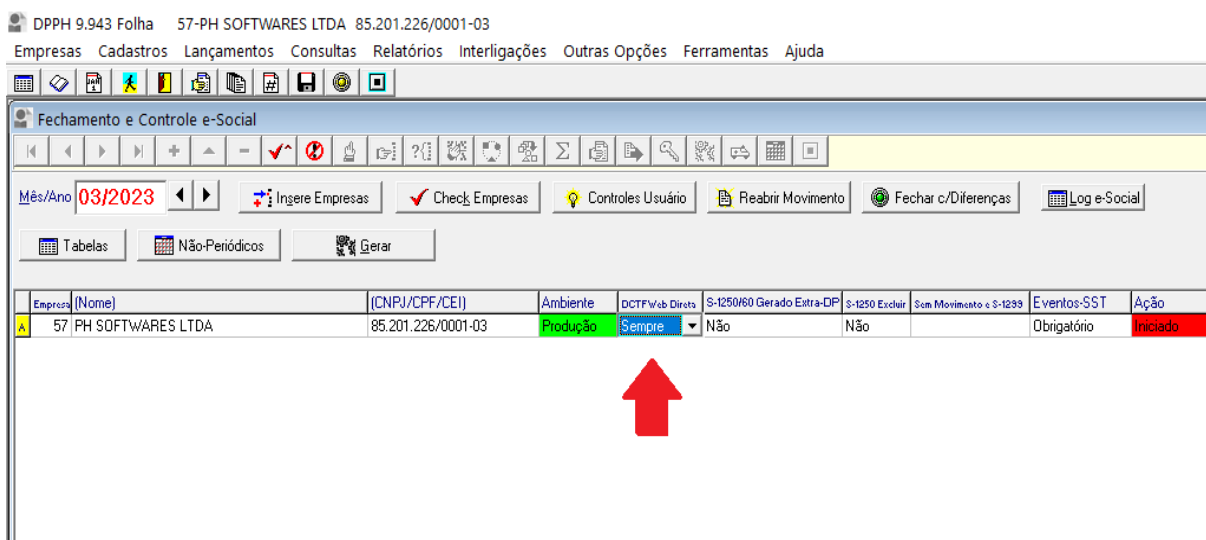 DPPH 9.943 Folha 57-PH SOFTWARES LTDA 85.201.226/0001-03
Empresas Cadastros Lançamentos Consultas Relatórios Interligações Outras Opções Ferramentas Ajuda
Fechamento e Controle e-Social
Mês/Ano 03/2023 Insere Empresas Check Empresas Controles Usuário Reabrir Movimento Fechar c/Diferenças Log e-Social
Tabelas Não-Periódicos Gerar
Empresa (Nome) (CNPJ/CPF/CEI) Ambiente DCTFWeb Direta S-1250/60 Gerado Extra-DP S-1250 Excluir Sem Movimento e S-1299 Eventos-SST Ação
A 57 PH SOFTWARES LTDA 85.201.226/0001-03 Produção Sempre Não Não Obrigatório Iniciado